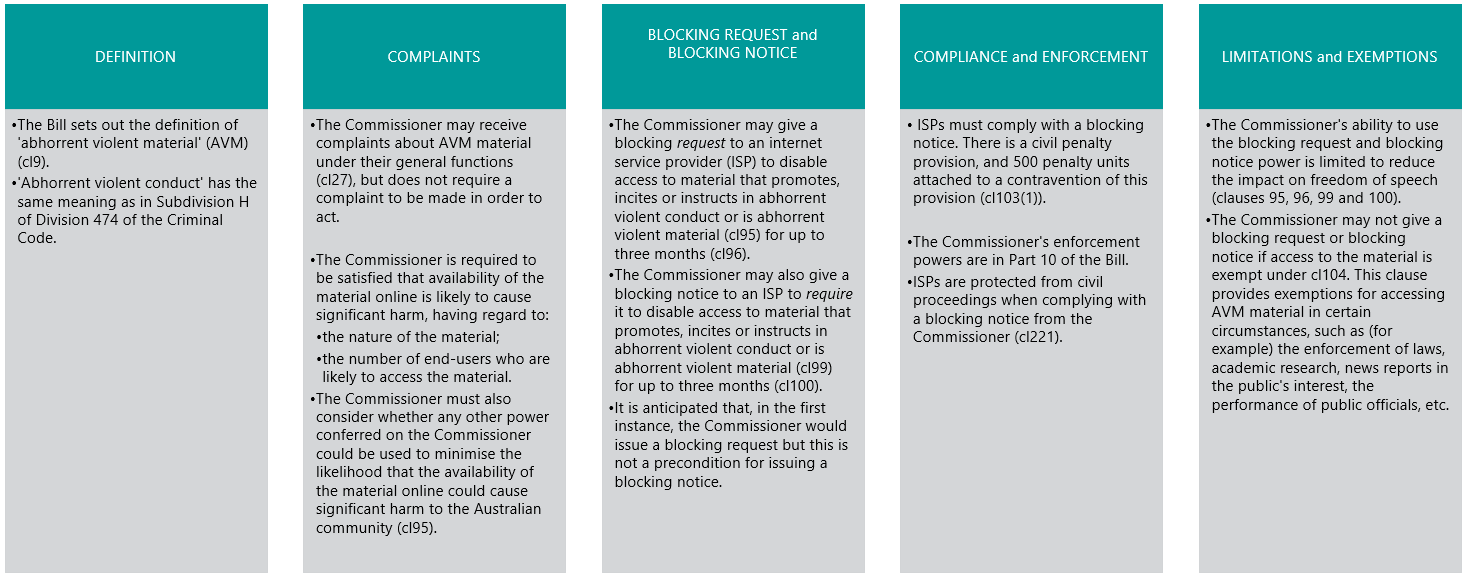 DEFINITION
•The Bill sets out the definition of
'abhorrent violent material' (AVM)
(cl9).
•'Abhorrent violent conduct' has the
same meaning as in Subdivision H
of Division 474 of the Criminal
Code.
COMPLAINTS
•The Commissioner may receive
complaints about AVM material
under their general functions
(cl27), but does not require a
complaint to be made in order to
act.
•The Commissioner is required to
be satisfied that availability of the
material online is likely to cause
significant harm, having regard to:
•the nature of the material;
•the number of end-users who are
likely to access the material.
•The Commissioner must also
consider whether any other power
conferred on the Commissioner
could be used to minimise the
likelihood that the availability of
the material online could cause
significant harm to the Australian
community (cl95).
BLOCKING REQUEST and
BLOCKING NOTICE
•The Commissioner may give a
blocking request to an internet
service provider (ISP) to disable
access to material that promotes,
incites or instructs in abhorrent
violent conduct or is abhorrent
violent material (cl95) for up to
three months (cl96).
•The Commissioner may also give a
blocking notice to an ISP to require
it to disable access to material that
promotes, incites or instructs in
abhorrent violent conduct or is
abhorrent violent material (cl99)
for up to three months (cl100).
•It is anticipated that, in the first
instance, the Commissioner would
issue a blocking request but this is
not a precondition for issuing a
blocking notice.
COMPLIANCE and ENFORCEMENT
• ISPs must comply with a blocking
notice. There is a civil penalty
provision, and 500 penalty units
attached to a contravention of this
provision (cl103(1)).
•The Commissioner's enforcement
powers are in Part 10 of the Bill.
•ISPs are protected from civil
proceedings when complying with
a blocking notice from the
Commissioner (cl221).
LIMITATIONS and EXEMPTIONS
•The Commissioner's ability to use
the blocking request and blocking
notice power is limited to reduce
the impact on freedom of speech
(clauses 95, 96, 99 and 100).
•The Commissioner may not give a
blocking request or blocking
notice if access to the material is
exempt under cl104. This clause
provides exemptions for accessing
AVM material in certain
circumstances, such as (for
example) the enforcement of laws,
academic research, news reports in
the public's interest, the
performance of public officials, etc.